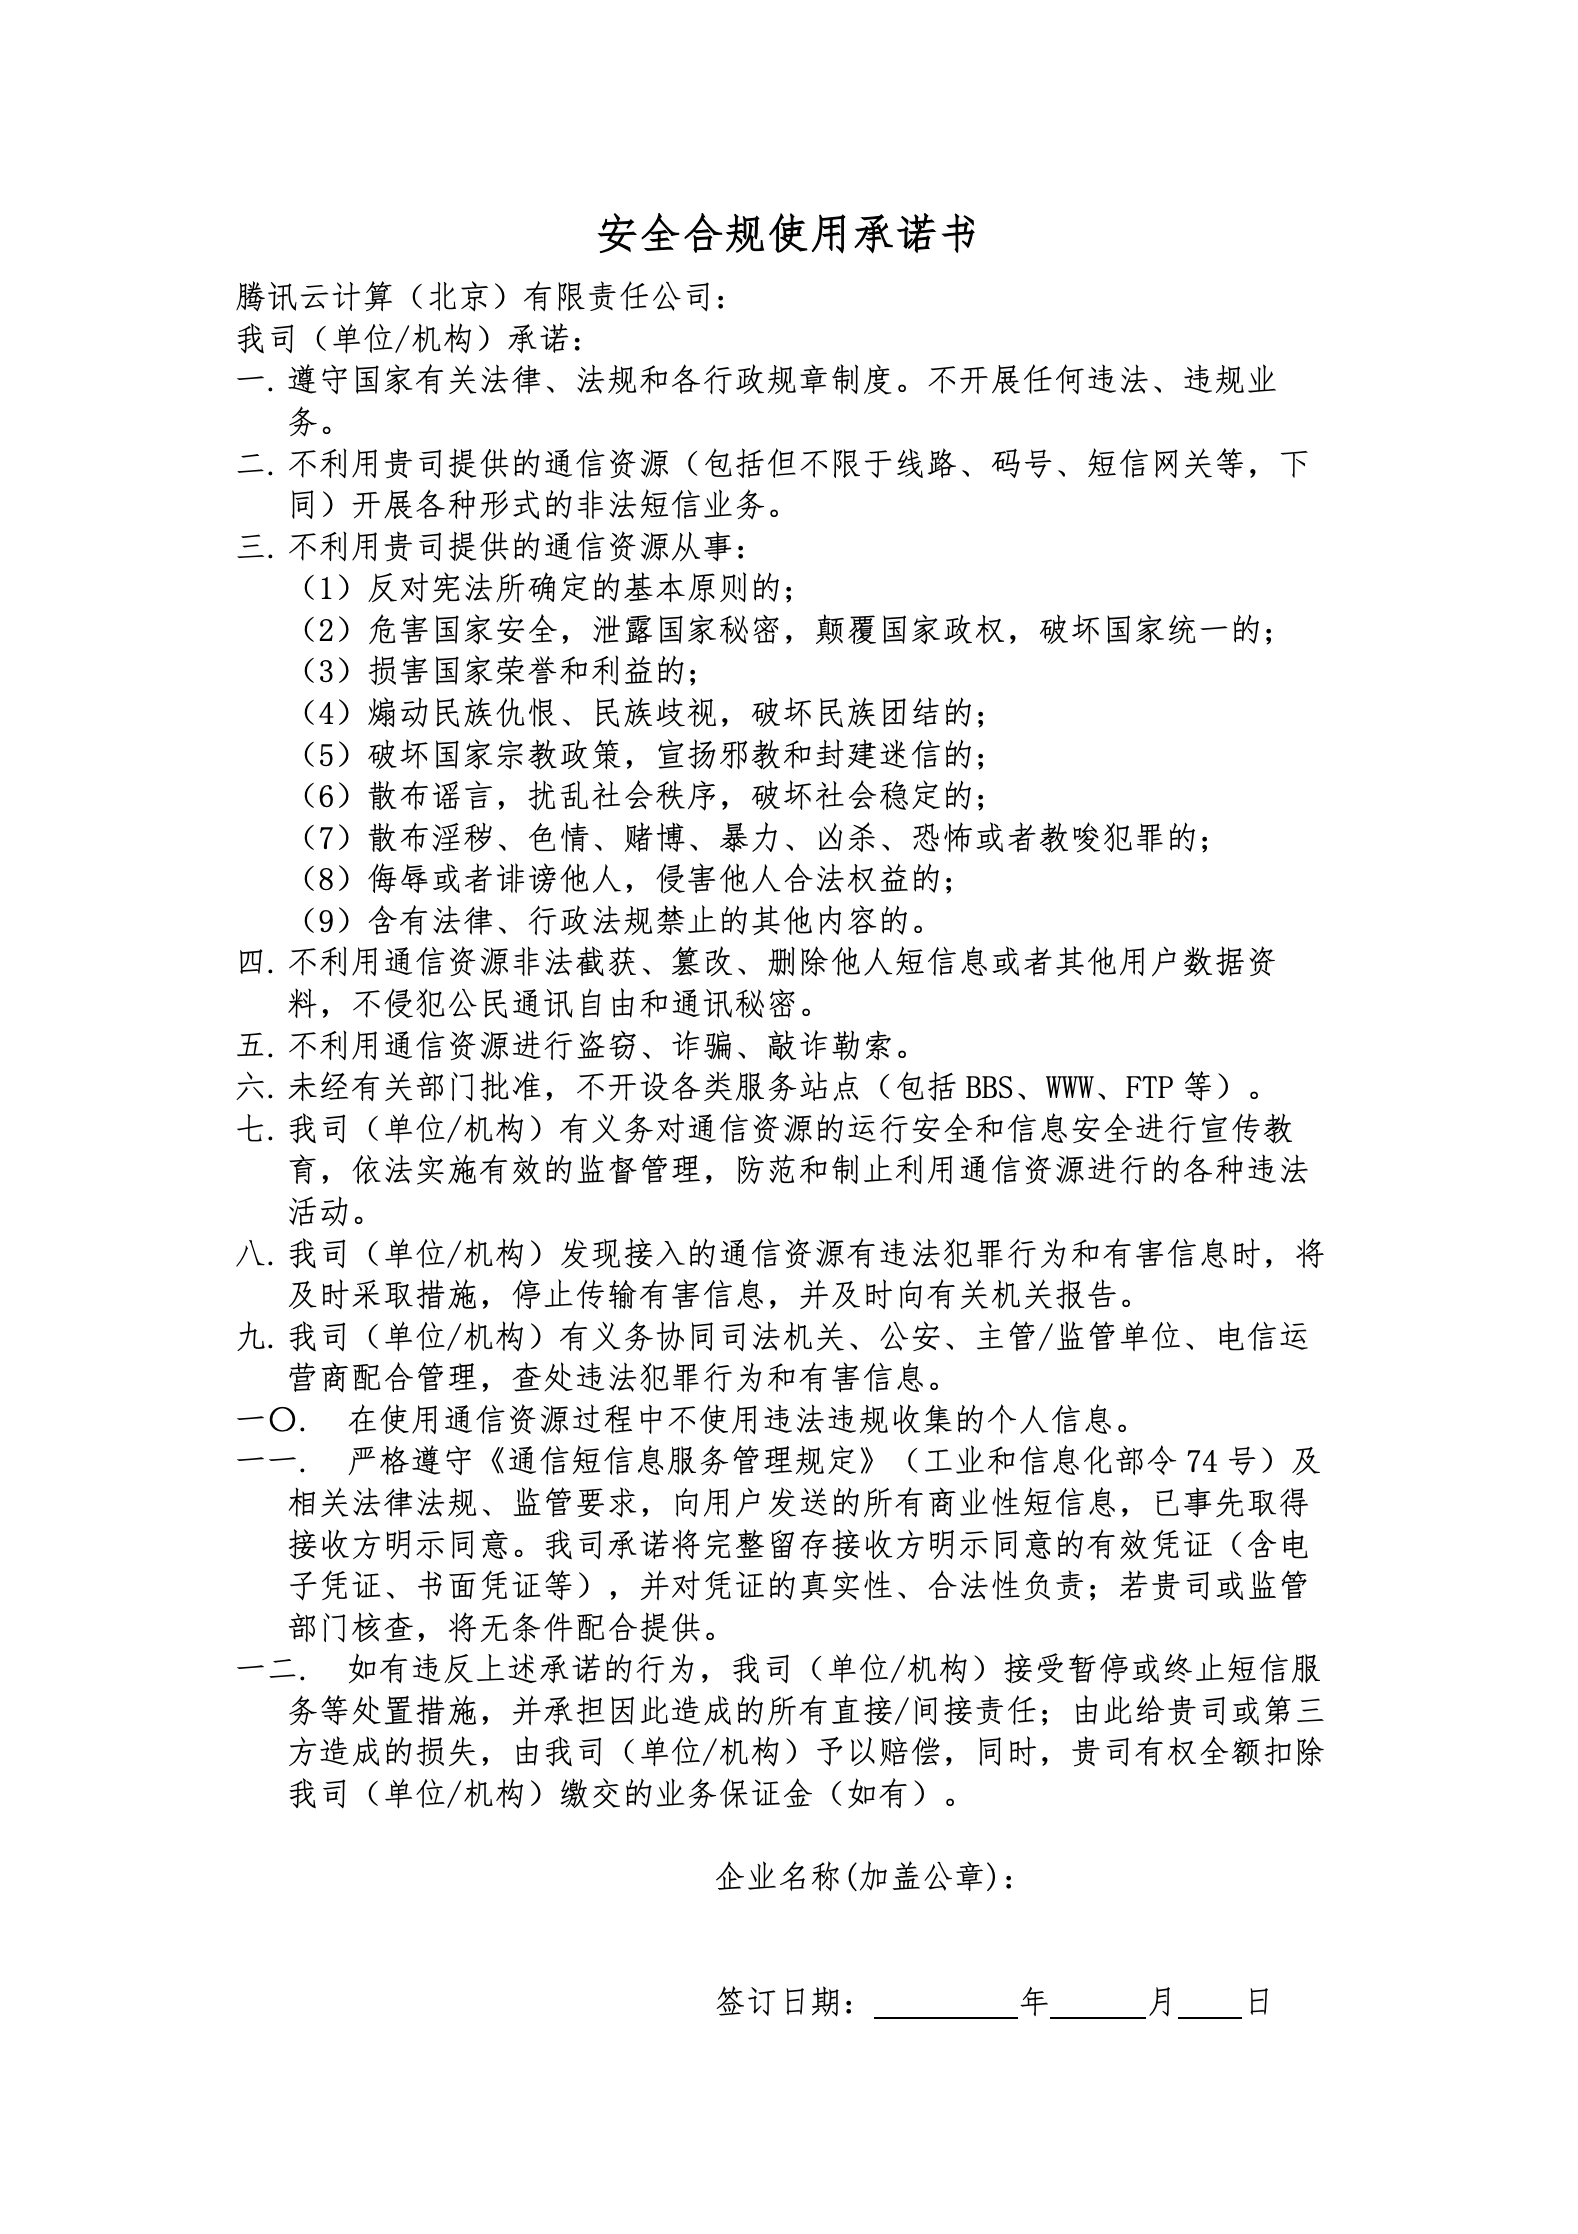 安全合规使用承诺书
腾讯云计算（北京）有限责任公司：
我司（单位/机构）承诺：
一. 遵守国家有关法律、法规和各行政规章制度。不开展任何违法、违规业
务。
二. 不利用贵司提供的通信资源（包括但不限于线路、码号、短信网关等，下
同）开展各种形式的非法短信业务。
三. 不利用贵司提供的通信资源从事：
（1）反对宪法所确定的基本原则的；
（2）危害国家安全，泄露国家秘密，颠覆国家政权，破坏国家统一的；
（3）损害国家荣誉和利益的；
（4）煽动民族仇恨、民族歧视，破坏民族团结的；
（5）破坏国家宗教政策，宣扬邪教和封建迷信的；
（6）散布谣言，扰乱社会秩序，破坏社会稳定的；
（7）散布淫秽、色情、赌博、暴力、凶杀、恐怖或者教唆犯罪的；
（8）侮辱或者诽谤他人，侵害他人合法权益的；
（9）含有法律、行政法规禁止的其他内容的。
四. 不利用通信资源非法截获、篡改、删除他人短信息或者其他用户数据资
料，不侵犯公民通讯自由和通讯秘密。
五. 不利用通信资源进行盗窃、诈骗、敲诈勒索。
六. 未经有关部门批准，不开设各类服务站点（包括 BBS、WWW、FTP 等）。
七. 我司（单位/机构）有义务对通信资源的运行安全和信息安全进行宣传教
育，依法实施有效的监督管理，防范和制止利用通信资源进行的各种违法
活动。
八. 我司（单位/机构）发现接入的通信资源有违法犯罪行为和有害信息时，将
及时采取措施，停止传输有害信息，并及时向有关机关报告。
九. 我司（单位/机构）有义务协同司法机关、公安、主管/监管单位、电信运
营商配合管理，查处违法犯罪行为和有害信息。
一〇. 在使用通信资源过程中不使用违法违规收集的个人信息。
一一. 严格遵守《通信短信息服务管理规定》（工业和信息化部令 74 号）及
相关法律法规、监管要求，向用户发送的所有商业性短信息，已事先取得
接收方明示同意。我司承诺将完整留存接收方明示同意的有效凭证（含电
子凭证、书面凭证等），并对凭证的真实性、合法性负责；若贵司或监管
部门核查，将无条件配合提供。
一二. 如有违反上述承诺的行为，我司（单位/机构）接受暂停或终止短信服
务等处置措施，并承担因此造成的所有直接/间接责任；由此给贵司或第三
方造成的损失，由我司（单位/机构）予以赔偿，同时，贵司有权全额扣除
我司（单位/机构）缴交的业务保证金（如有）。
企业名称(加盖公章)：
签订日期：_________年______月____日